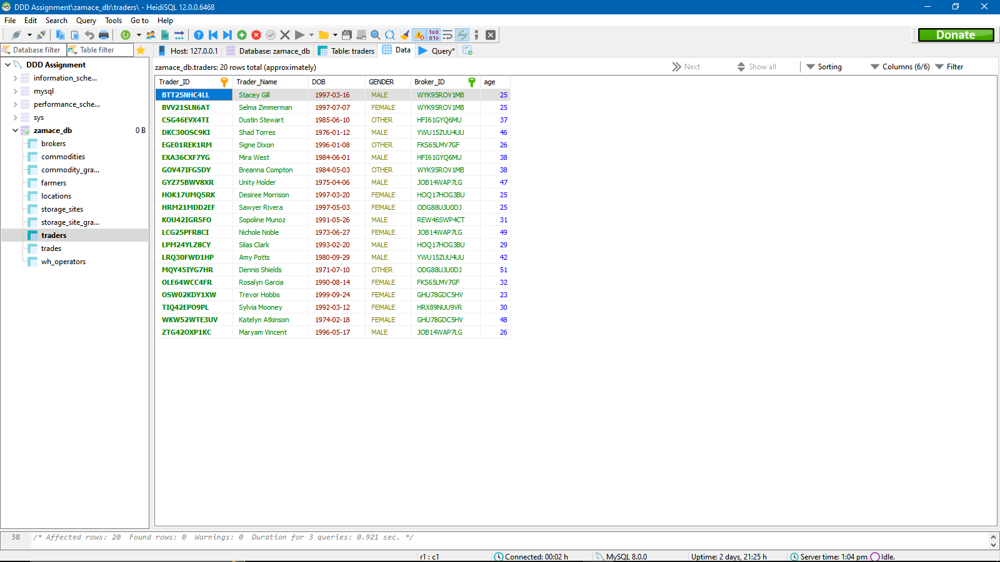 DDD Assignment\zamace_db\traders\ - HeidiSQL 12.0.0.6468
File Edit Search Query Tools Go to Help
Donate
Database filter Table filter
Host: 127.0.0.1 Database: zamace_db Table: traders Data Query*
DDD Assignment
information_sche...
mysql
performance_sche...
sys
zamace_db 0 B
brokers
commodities
commodity_gra...
farmers
locations
storage_sites
storage_site_gra...
traders
trades
wh_operators
zamace_db.traders: 20 rows total (approximately) Next Show all Sorting Columns (6/6) Filter
Trader_ID Trader_Name DOB GENDER Broker_ID age
BTT25NHC4LL Stacey Gill 1997-03-16 MALE WYK95ROV1MB 25
BVV21SLN6AT Selma Zimmerman 1997-07-07 FEMALE WYK95ROV1MB 25
CSG46EVX4TI Dustin Stewart 1985-06-10 OTHER HFI61GYQ6MU 37
DKC30OSC9KI Shad Torres 1976-01-12 MALE YWU15ZUU4UU 46
EGE01REK1RM Signe Dixon 1996-01-08 OTHER FKS65LMV7GF 26
EXA36CXF7YG Mira West 1984-06-01 MALE HFI61GYQ6MU 38
GOV47IFG5DY Breanna Compton 1984-05-03 OTHER WYK95ROV1MB 38
GYZ75BWV8XR Unity Holder 1975-04-06 MALE JOB14WAP7LG 47
HOK17UMQ5RK Desiree Morrison 1997-03-20 FEMALE HOQ17HOG3BU 25
HRM21MDD2EF Sawyer Rivera 1997-05-03 FEMALE ODG88UJU0DJ 25
KOU42IGR5FO Sopoline Munoz 1991-05-26 MALE REW46SWP4CT 31
LCG25PFR8CI Nichole Noble 1973-06-27 FEMALE JOB14WAP7LG 49
LPM24YLZ8CY Silas Clark 1993-02-20 MALE HOQ17HOG3BU 29
LRQ30FWD1HP Amy Potts 1980-09-29 MALE YWU15ZUU4UU 42
MQY45IYG7HR Dennis Shields 1971-07-10 OTHER ODG88UJU0DJ 51
OLE64WCC4FR Rosalyn Garcia 1990-08-14 FEMALE FKS65LMV7GF 32
OSW02KDY1XW Trevor Hobbs 1999-09-24 FEMALE GHU78GDC5HV 23
TIQ42EPO9PL Sylvia Mooney 1992-03-12 FEMALE HRX89NUU9VR 30
WKW52WTE3UV Katelyn Atkinson 1974-02-18 FEMALE GHU78GDC5HV 48
ZTG42OXP1KC Maryam Vincent 1996-05-17 MALE JOB14WAP7LG 26
38 /* Affected rows: 20 Found rows: 0 Warnings: 0 Duration for 3 queries: 0.921 sec. */
r1 : c1 Connected: 00:02 h MySQL 8.0.0 Uptime: 2 days, 21:25 h Server time: 1:04 pm Idle.